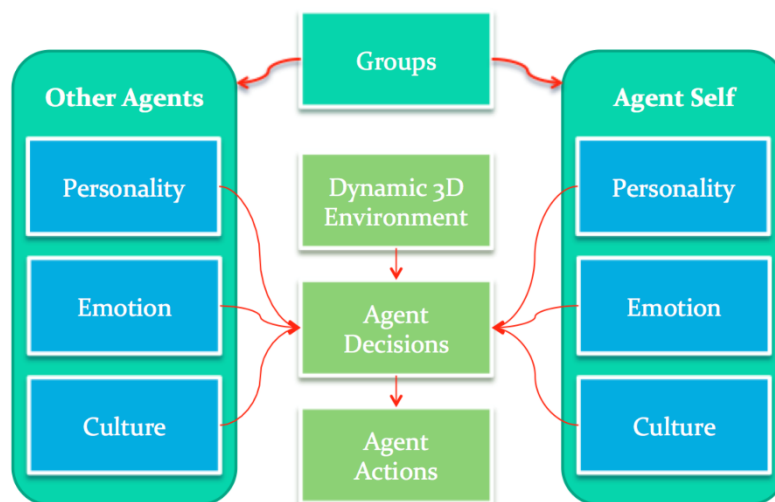 Groups
Other Agents
Personality
Emotion
Culture
Dynamic 3D
Environment
Agent
Decisions
Agent
Actions
Agent Self
Personality
Emotion
Culture